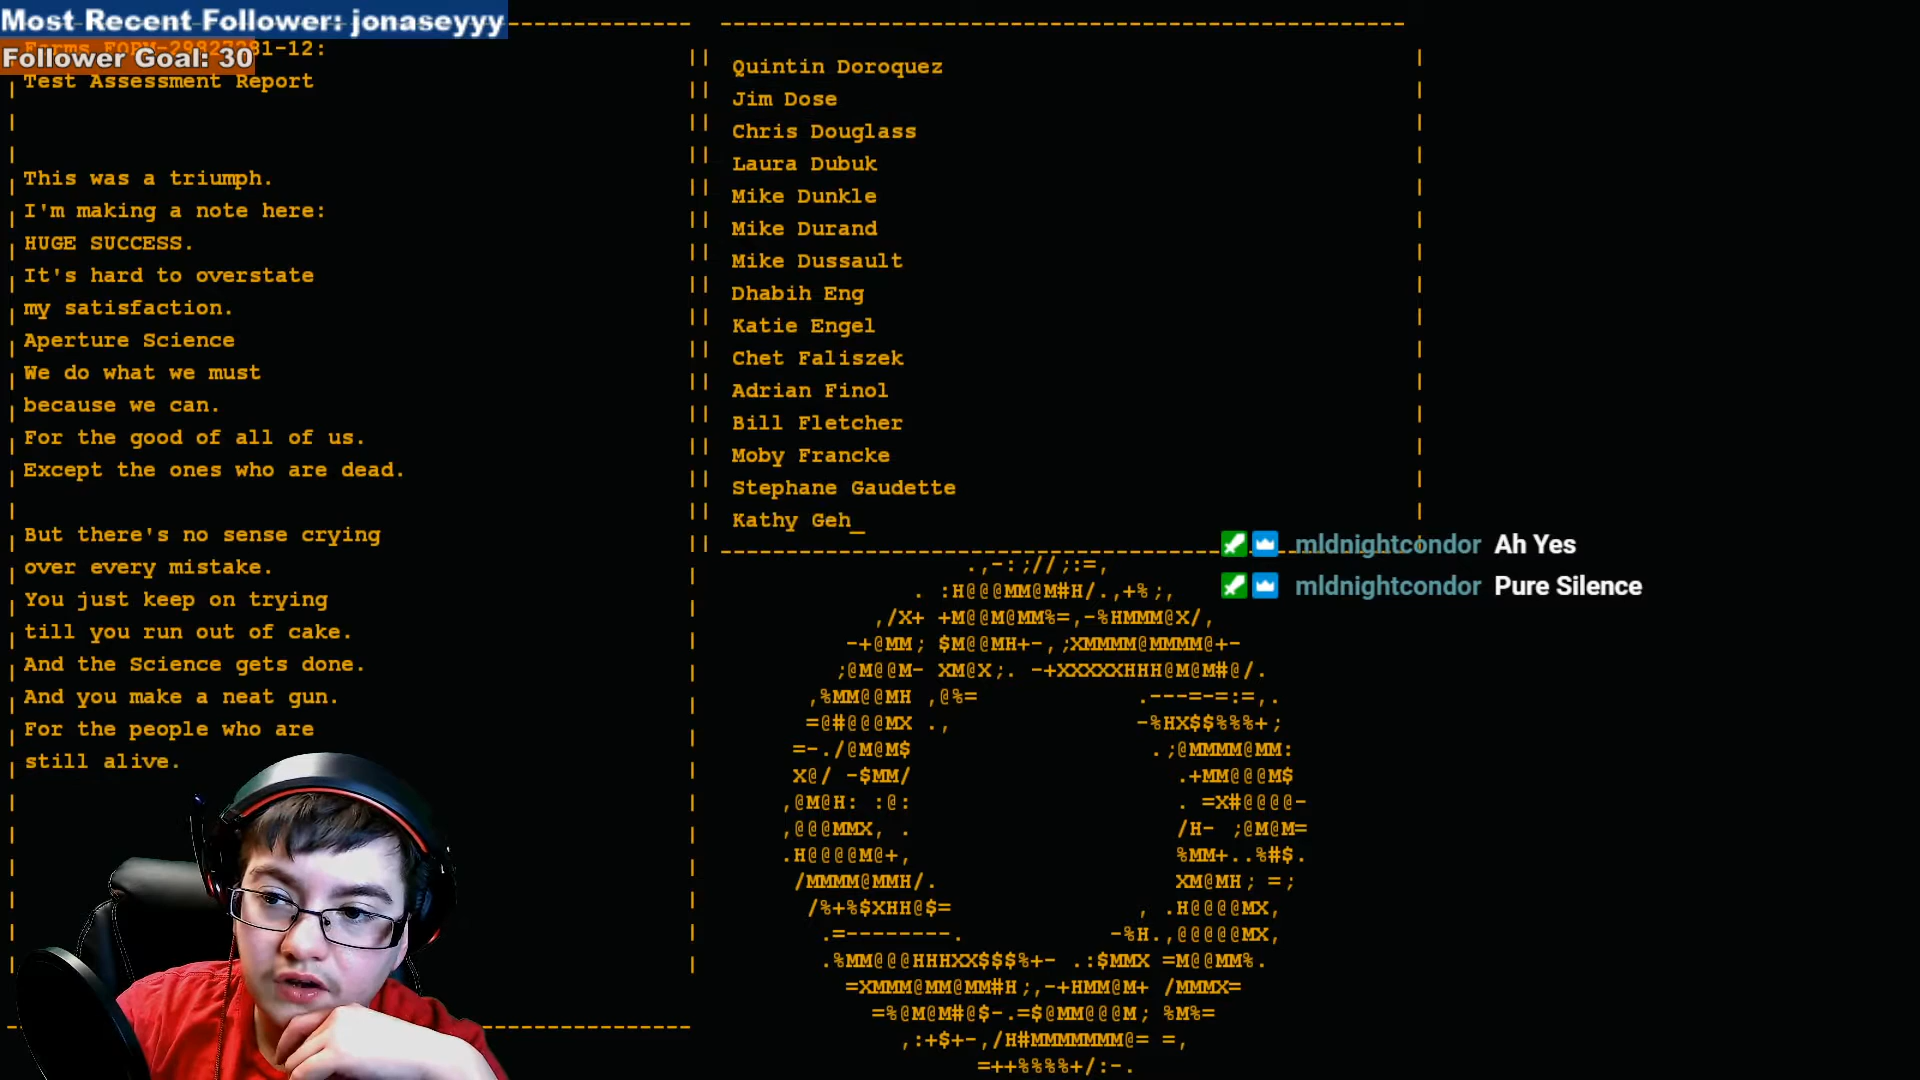 Most Recent Follower: jonaseyyy
Follower Goal: 30
81-12:
Test Assessment Report
This was a triumph.
I'm making a note here:
HUGE SUCCESS.
It's hard to overstate
my satisfaction.
Aperture Science
We do what we must
because we can.
For the good of all of us.
Except the ones who are dead.
But there's no sense crying
over every mistake.
You just keep on trying
till you run out of cake.
And the Science gets done.
And you make a neat gun.
For the people who are
still alive.
Quintin Doroquez
Jim Dose
Chris Douglass
Laura Dubuk
Mike Dunkle
Mike Durand
Mike Dussault
Dhabih Eng
Katie Engel
Chet Faliszek
Adrian Finol
Bill Fletcher
Moby Francke
Stephane Gaudette
Kathy Geh_
mldnightcondor Ah Yes
mldnightcondor Pure Silence